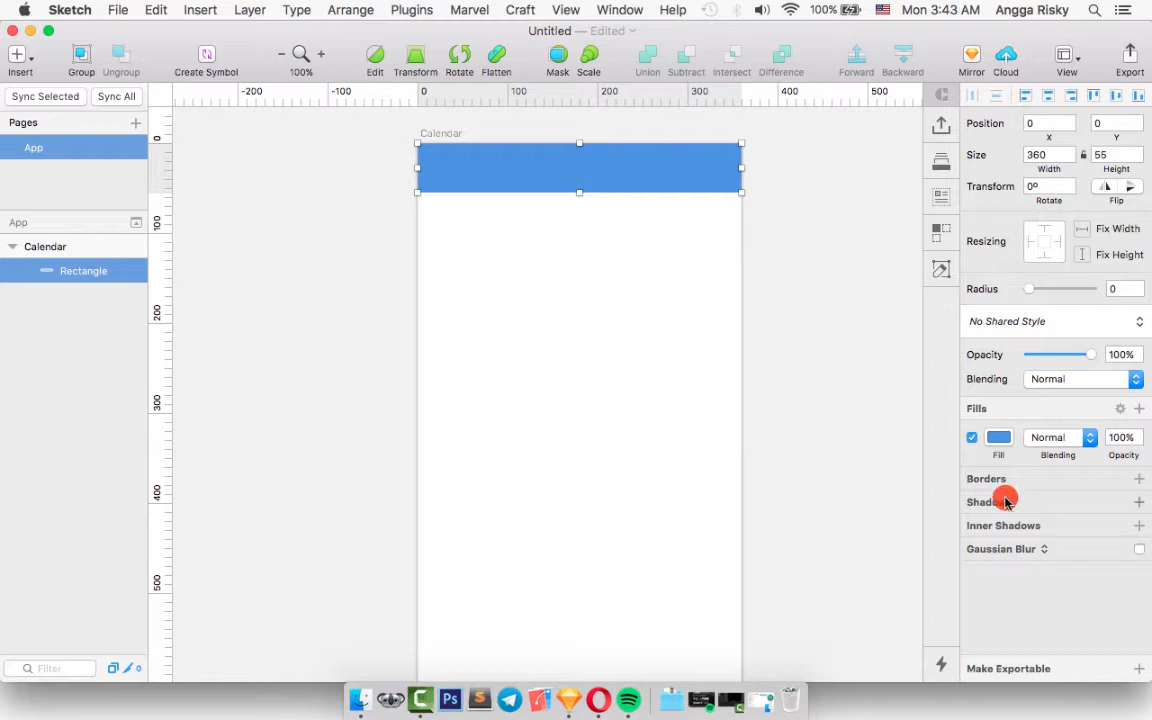 Sketch File Edit Insert Layer Type Arrange Plugins Marvel Craft View Window Help 100% Mon 3:43 AM Angga Risky
Untitled — Edited
Insert Group Ungroup Create Symbol 100% Edit Transform Rotate Flatten Mask Scale Union Subtract Intersect Difference Forward Backward Mirror Cloud View Export
Sync Selected Sync All
-200 -100 0 100 200 300 400 500
Pages
App
App
Calendar
Rectangle
Filter 0
0
100
200
300
400
500
Calendar
Position 0 0
X Y
Size 360 55
Width Height
Transform 0º
Rotate Flip
Resizing Fix Width
Fix Height
Radius 0
No Shared Style
Opacity 100%
Blending Normal
Fills
Normal 100%
Fill Blending Opacity
Borders
Inner Shadows
Gaussian Blur
Make Exportable
Ps S